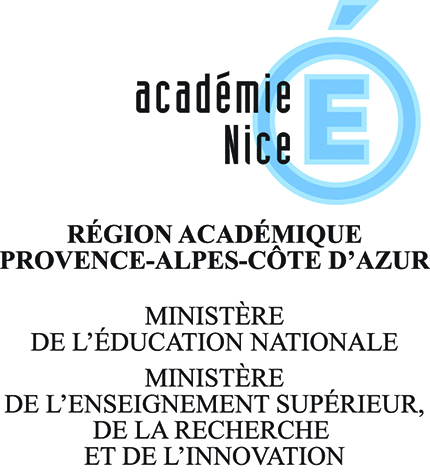 académie
Nice
É
RÉGION ACADÉMIQUE
PROVENCE-ALPES-CÔTE D’AZUR
MINISTÈRE
DE L’ÉDUCATION NATIONALE
MINISTÈRE
DE L’ENSEIGNEMENT SUPÉRIEUR,
DE LA RECHERCHE
ET DE L’INNOVATION